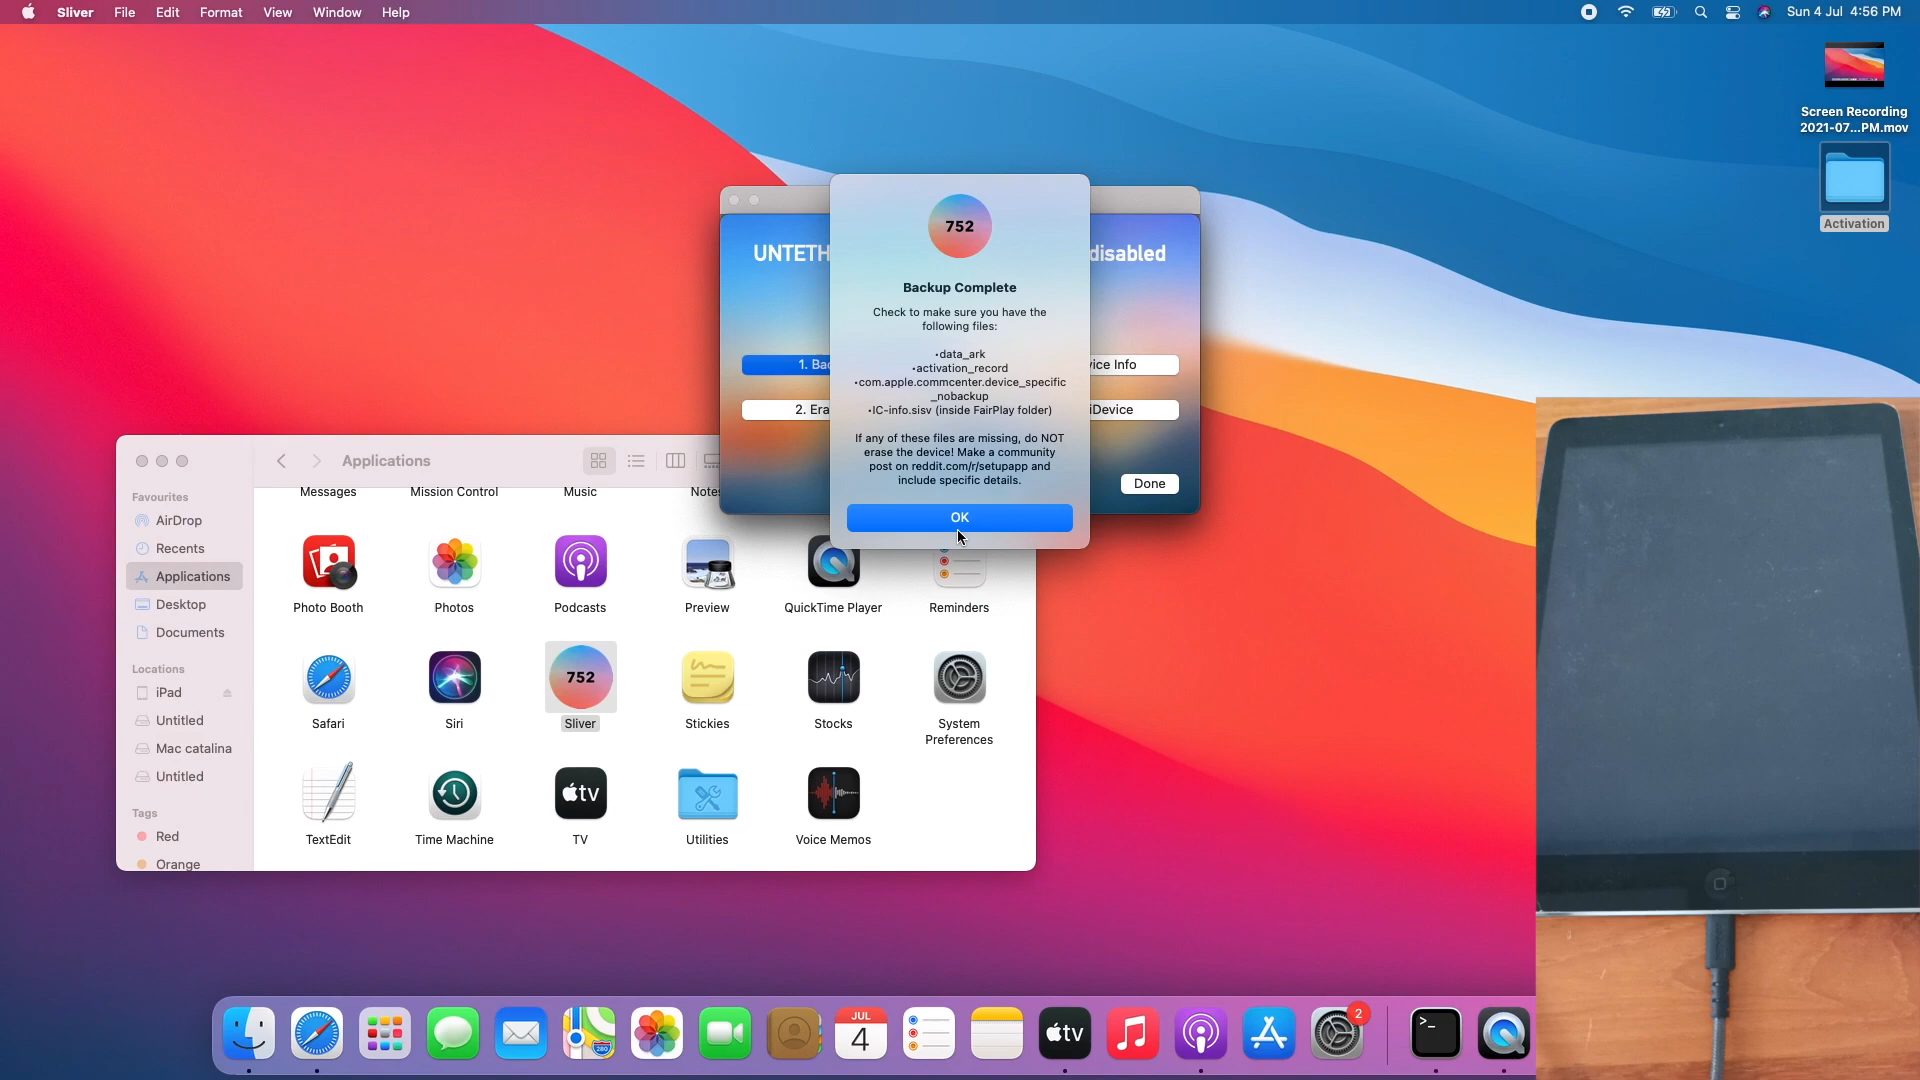 Sliver File Edit Format View Window Help
Sun 4 Jul 4:56 PM
Screen Recording
2021-07...PM.mov
Activation
UNTETH
disabled
752
Backup Complete
Check to make sure you have the
following files:
•data_ark
•activation_record
•com.apple.commcenter.device_specific
_nobackup
•IC-info.sisv (inside FairPlay folder)
If any of these files are missing, do NOT
erase the device! Make a community
post on reddit.com/r/setupapp and
include specific details.
OK
1. Bac
2. Era
vice Info
iDevice
Done
Applications
Favourites
AirDrop
Recents
Applications
Desktop
Documents
Locations
iPad
Untitled
Mac catalina
Untitled
Tags
Red
Orange
Messages
Mission Control
Music
Notes
Photo Booth
Photos
Podcasts
Preview
QuickTime Player
Reminders
752
Safari
Siri
Sliver
Stickies
Stocks
System
Preferences
tv
TextEdit
Time Machine
TV
Utilities
Voice Memos
280
JUL
4
tv
2
>_